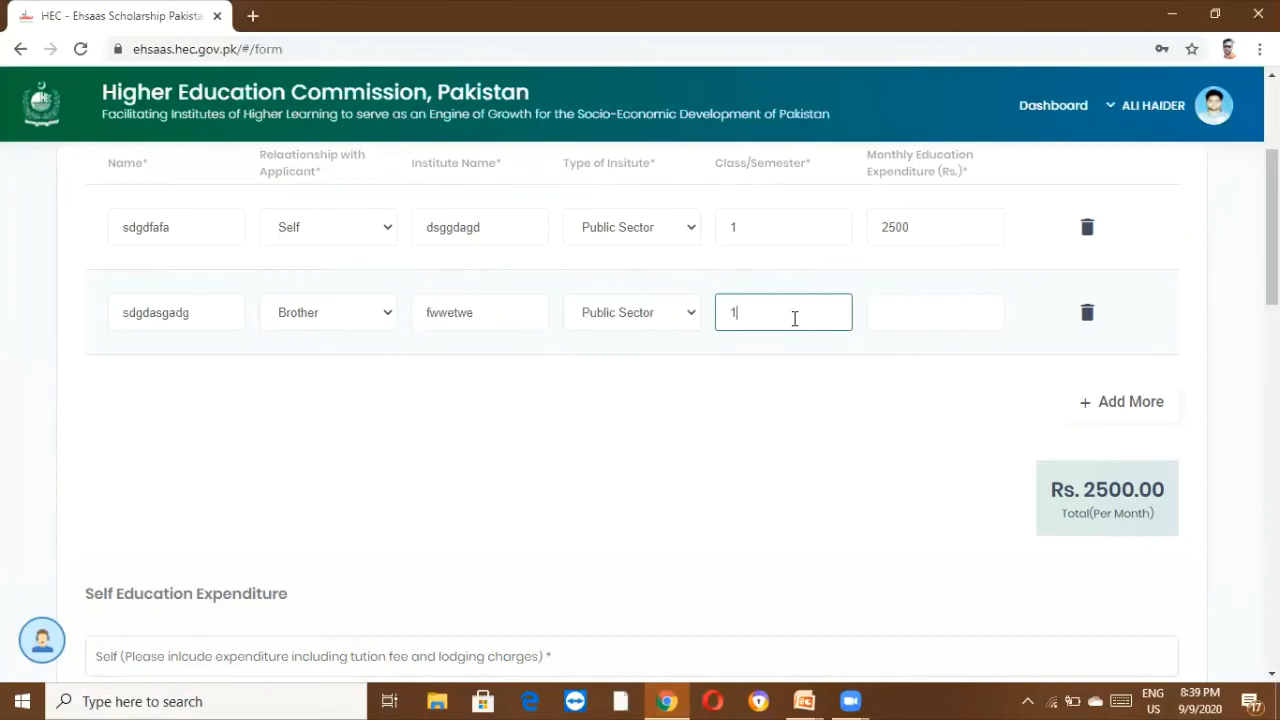 HEC - Ehsaas Scholarship Pakista
ehsaas.hec.gov.pk/#/form
Higher Education Commission, Pakistan
Facilitating Institutes of Higher Learning to serve as an Engine of Growth for the Socio-Economic Development of Pakistan
Dashboard
ALI HAIDER
Name*
Relaationship with
Applicant*
Institute Name*
Type of Insitute*
Class/Semester*
Monthly Education
Expenditure (Rs.)*
sdgdfafa
Self
dsggdagd
Public Sector
1
2500
sdgdasgadg
Brother
fwwetwe
Public Sector
1
+ Add More
Rs. 2500.00
Total(Per Month)
Self Education Expenditure
Self (Please inlcude expenditure including tution fee and lodging charges) *
Type here to search
ENG
US
8:39 PM
9/9/2020
17